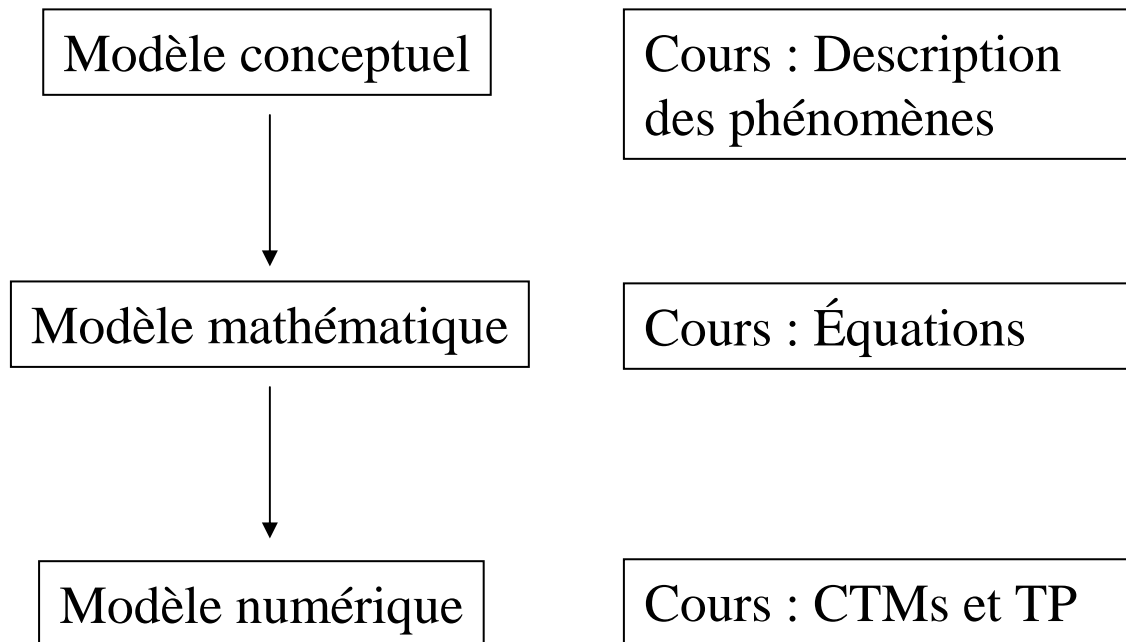 Modèle conceptuel
Cours : Description
des phénomènes
Modèle mathématique
Cours : Équations
Modèle numérique
Cours : CTMs et TP